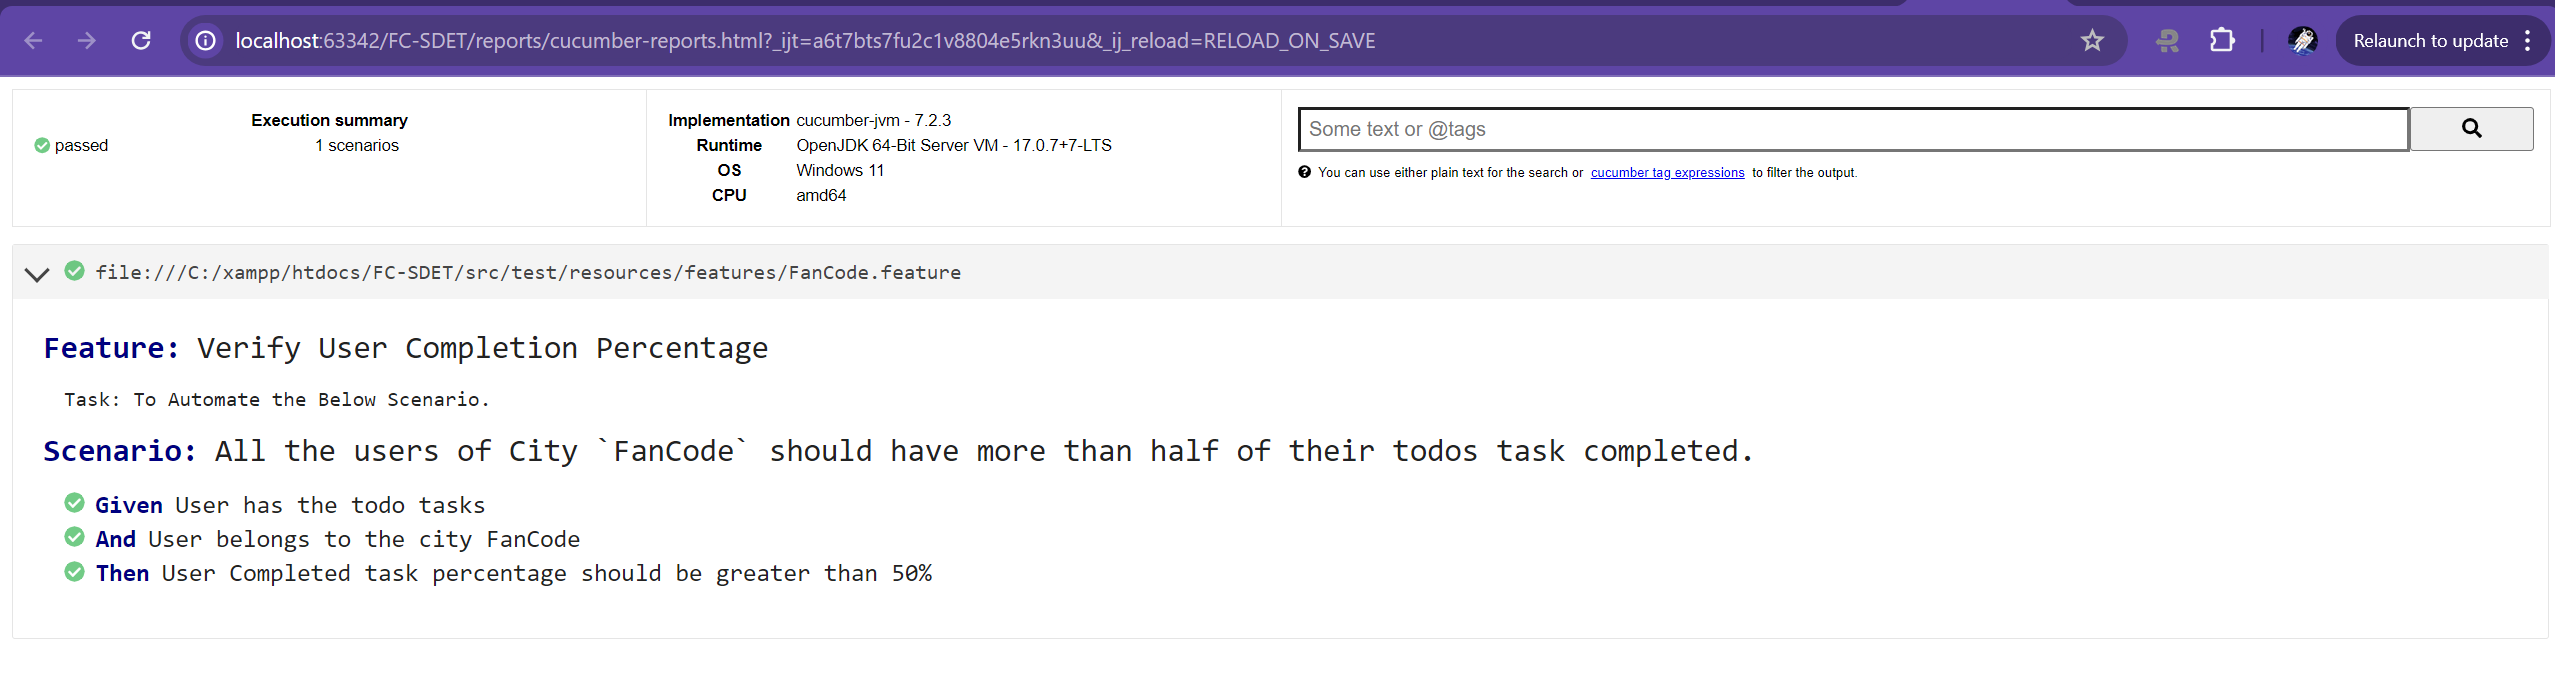 localhost:63342/FC-SDET/reports/cucumber-reports.html?_ijt=a6t7bts7fu2c1v8804e5rkn3uu&_ij_reload=RELOAD_ON_SAVE
Relaunch to update
Execution summary
passed 1 scenarios
Implementation cucumber-jvm - 7.2.3
Runtime OpenJDK 64-Bit Server VM - 17.0.7+7-LTS
OS Windows 11
CPU amd64
Some text or @tags
You can use either plain text for the search or cucumber tag expressions to filter the output.
file:///C:/xampp/htdocs/FC-SDET/src/test/resources/features/FanCode.feature
Feature: Verify User Completion Percentage
Task: To Automate the Below Scenario.
Scenario: All the users of City `FanCode` should have more than half of their todos task completed.
Given User has the todo tasks
And User belongs to the city FanCode
Then User Completed task percentage should be greater than 50%